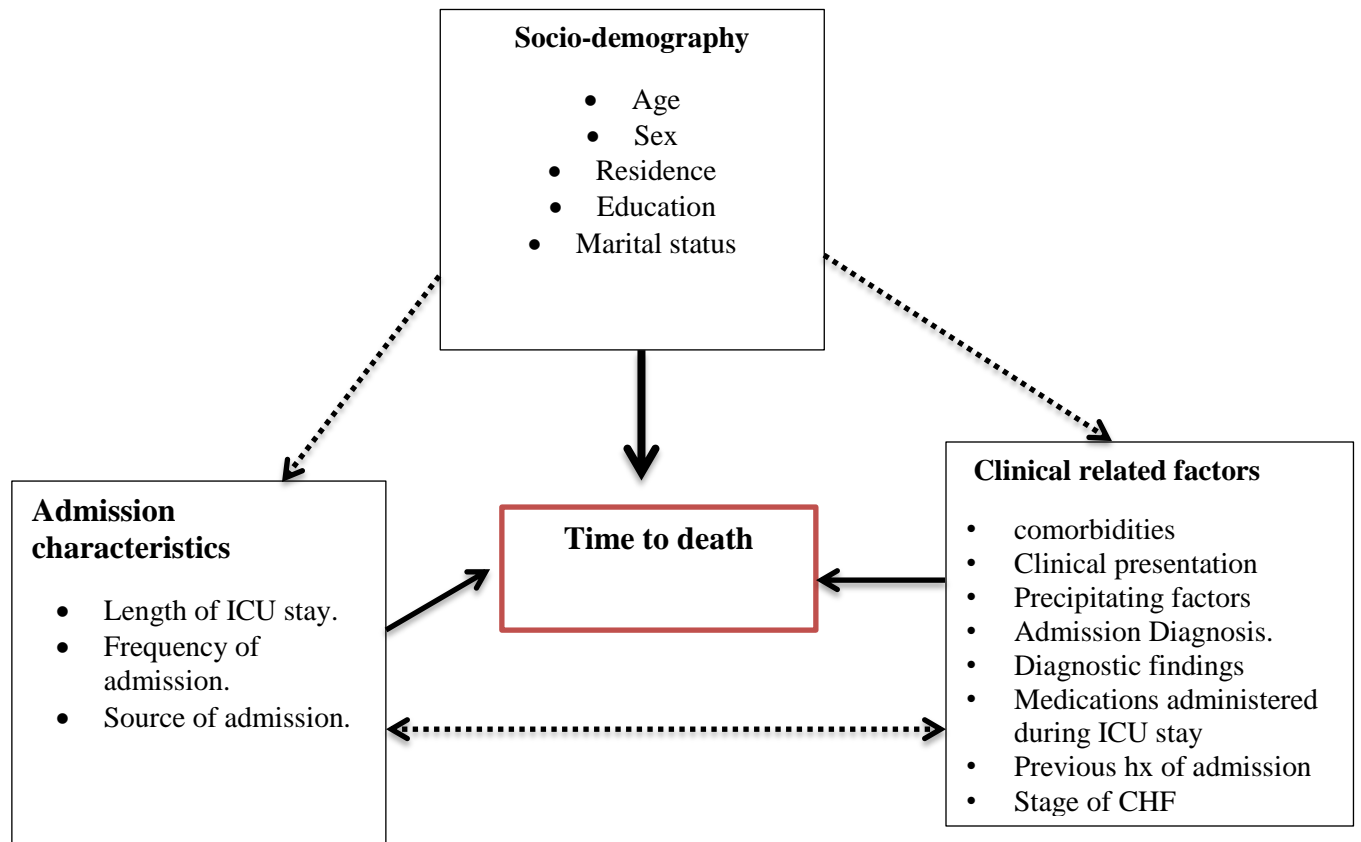 Socio-demography
• Age
• Sex
• Residence
• Education
• Marital status
Admission
characteristics
• Length of ICU stay.
• Frequency of
admission.
• Source of admission.
Time to death
Clinical related factors
• comorbidities
• Clinical presentation
• Precipitating factors
• Admission Diagnosis.
• Diagnostic findings
• Medications administered
during ICU stay
• Previous hx of admission
• Stage of CHF